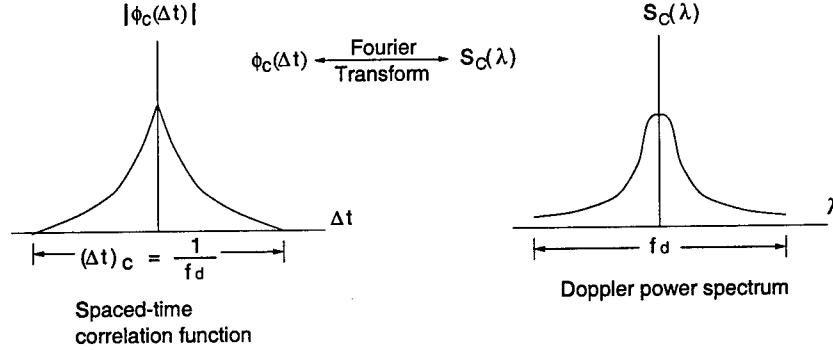 |ϕc(Δt)|
Sc(λ)
ϕc(Δt) Fourier Transform Sc(λ)
Δt
λ
(Δt)c = 1/fd
fd
Spaced-time
correlation function
Doppler power spectrum